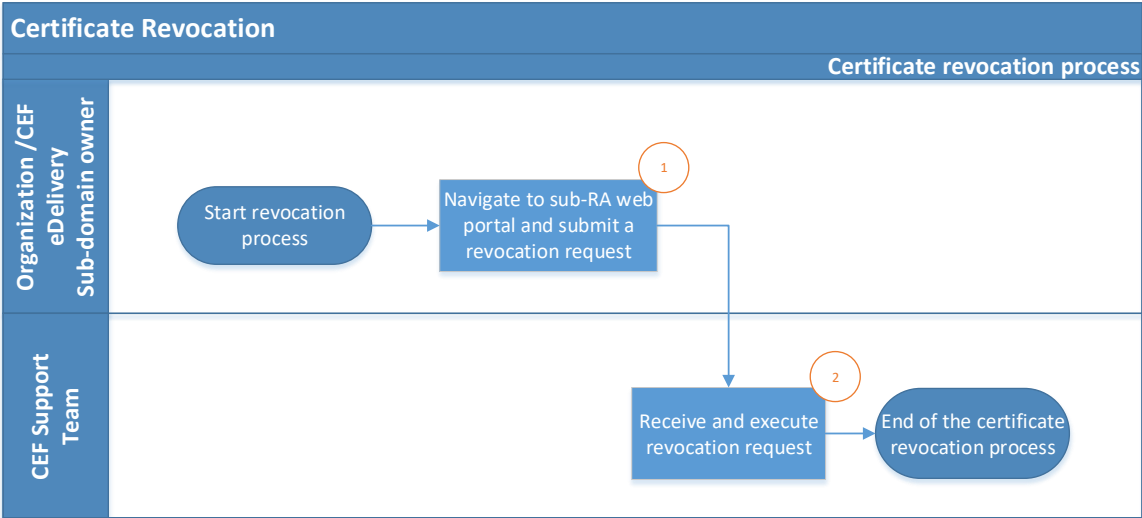 Certificate Revocation
Certificate revocation process
Organization /CEF
eDelivery
Sub-domain owner
Start revocation
process
1
Navigate to sub-RA web
portal and submit a
revocation request
CEF Support
Team
2
Receive and execute
revocation request
End of the certificate
revocation process